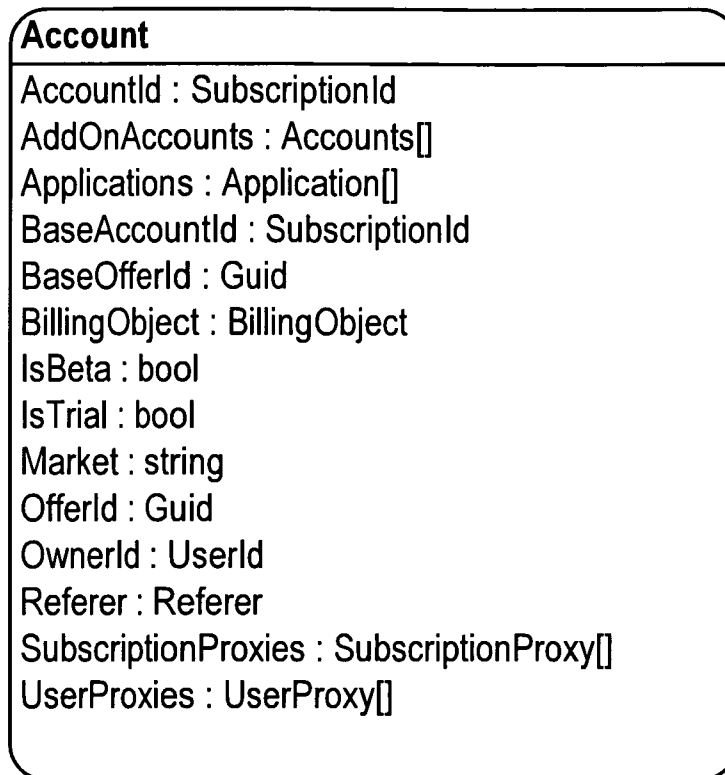 Account
AccountId : SubscriptionId
AddOnAccounts : Accounts[]
Applications : Application[]
BaseAccountId : SubscriptionId
BaseOfferId : Guid
BillingObject : BillingObject
IsBeta : bool
IsTrial : bool
Market : string
OfferId : Guid
OwnerId : UserId
Referer : Referer
SubscriptionProxies : SubscriptionProxy[]
UserProxies : UserProxy[]